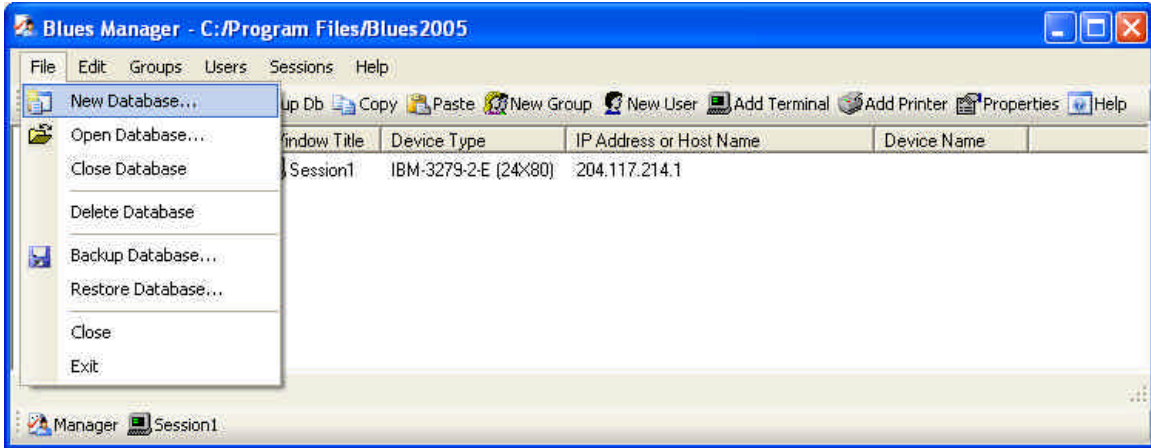 Blues Manager - C:/Program Files/Blues2005
File Edit Groups Users Sessions Help
New Database... up Db Copy Paste New Group New User Add Terminal Add Printer Properties Help
Open Database... indow Title Device Type IP Address or Host Name Device Name
Close Database Session1 IBM-3279-2-E (24X80) 204.117.214.1
Delete Database
Backup Database...
Restore Database...
Close
Exit
Manager Session1